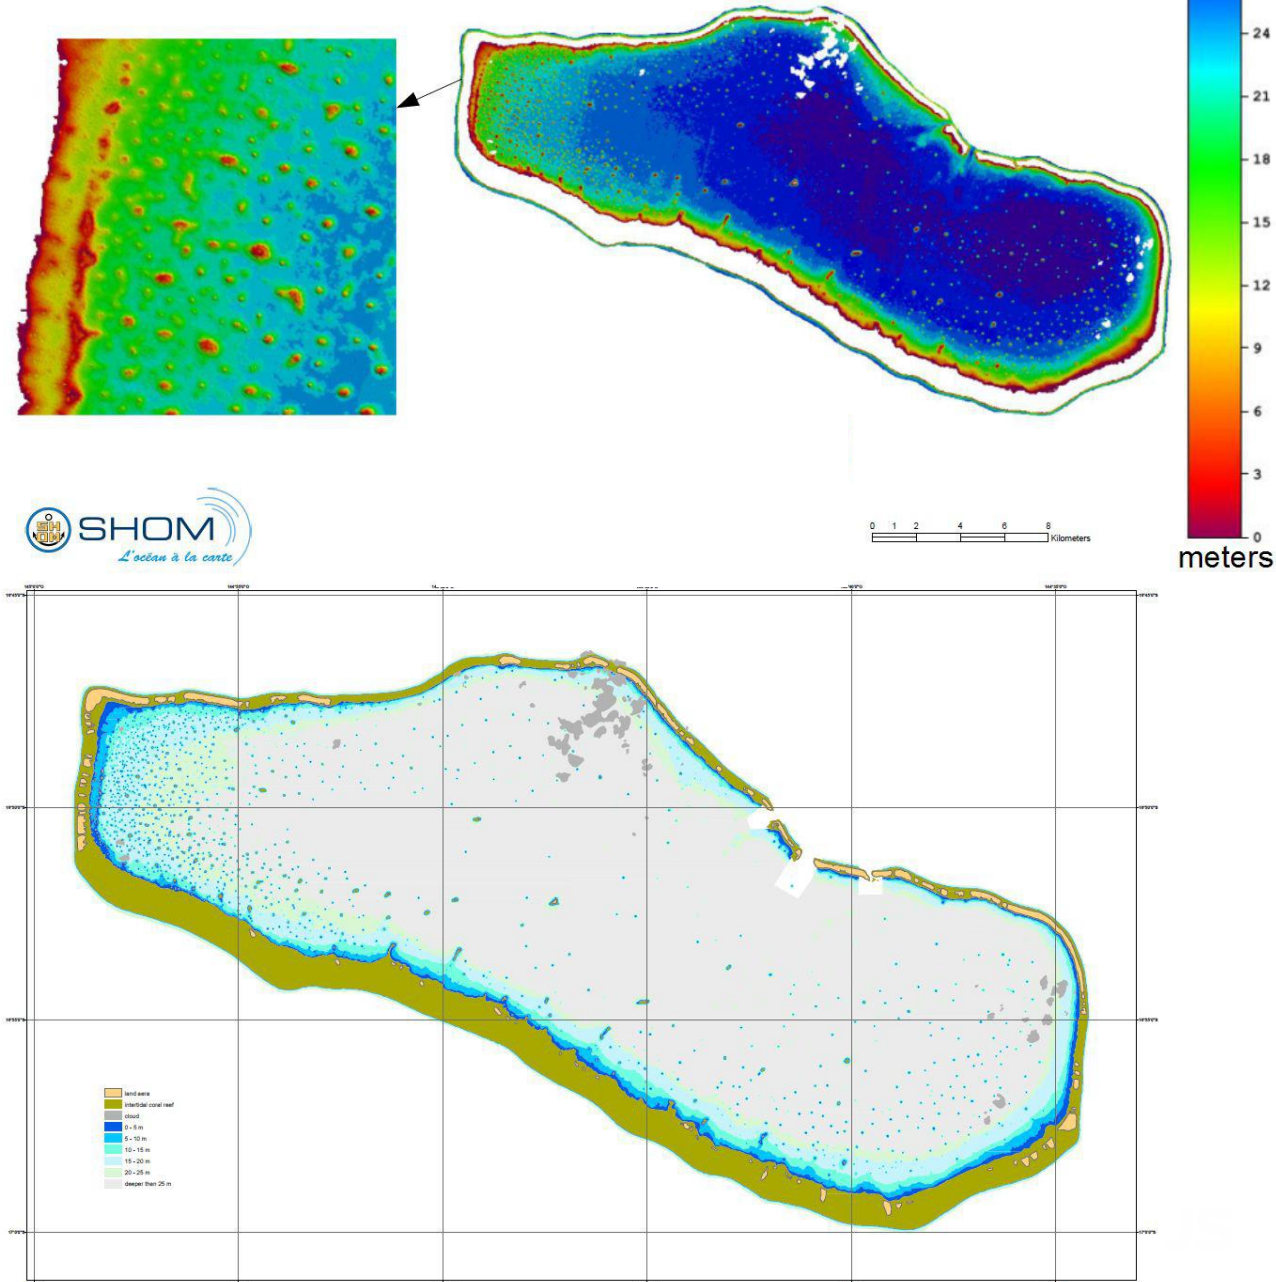 24
21
18
15
12
9
6
3
0
meters
SHOM
L'océan à la carte
0 1 2 4 6 8
Kilometers
land aera
intertidal coral reef
cloud
0 - 5 m
5 - 10 m
10 - 15 m
15 - 20 m
20 - 25 m
deeper than 25 m